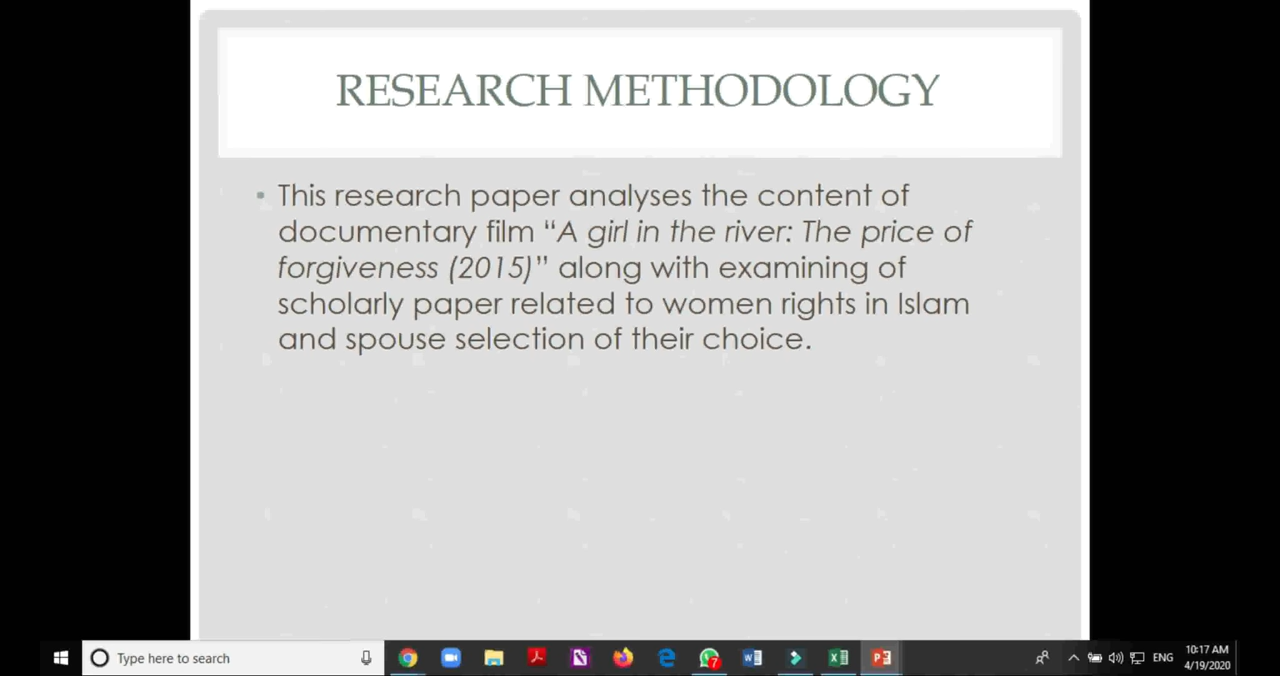 RESEARCH METHODOLOGY
▪ This research paper analyses the content of
documentary film “A girl in the river: The price of
forgiveness (2015)” along with examining of
scholarly paper related to women rights in Islam
and spouse selection of their choice.
Type here to search
7
ENG
10:17 AM
4/19/2020